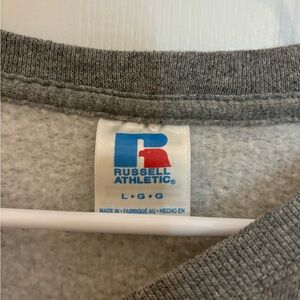 R
RUSSELL
ATHLETIC®
L•G•G
MADE IN • FABRIQUÉ AU • HECHO EN